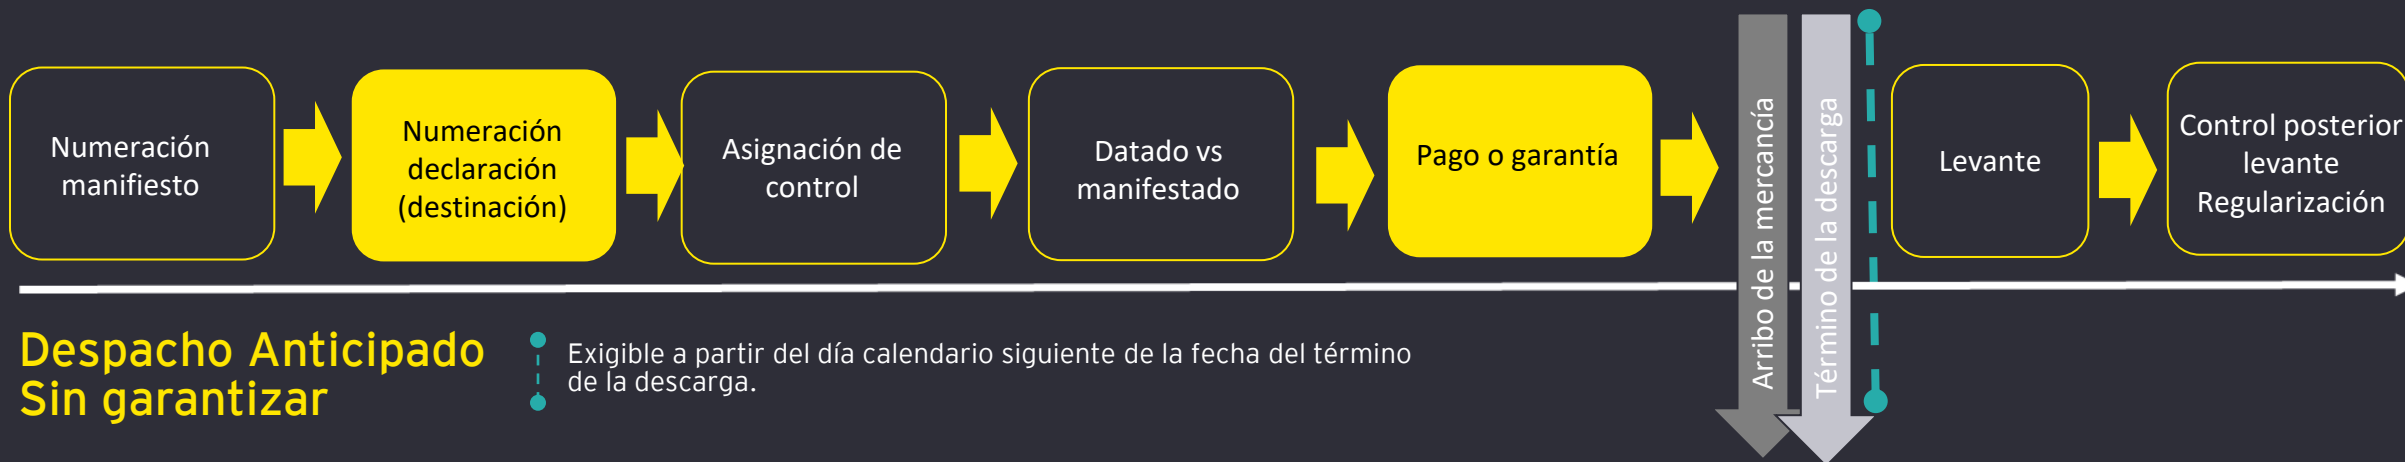 Numeración
manifiesto
Numeración
declaración
(destinación)
Asignación de
control
Datado vs
manifestado
Pago o garantía
Arribo de la mercancía
Término de la descarga
Levante
Control posterior
levante
Regularización
Despacho Anticipado
Sin garantizar
Exigible a partir del día calendario siguiente de la fecha del término
de la descarga.